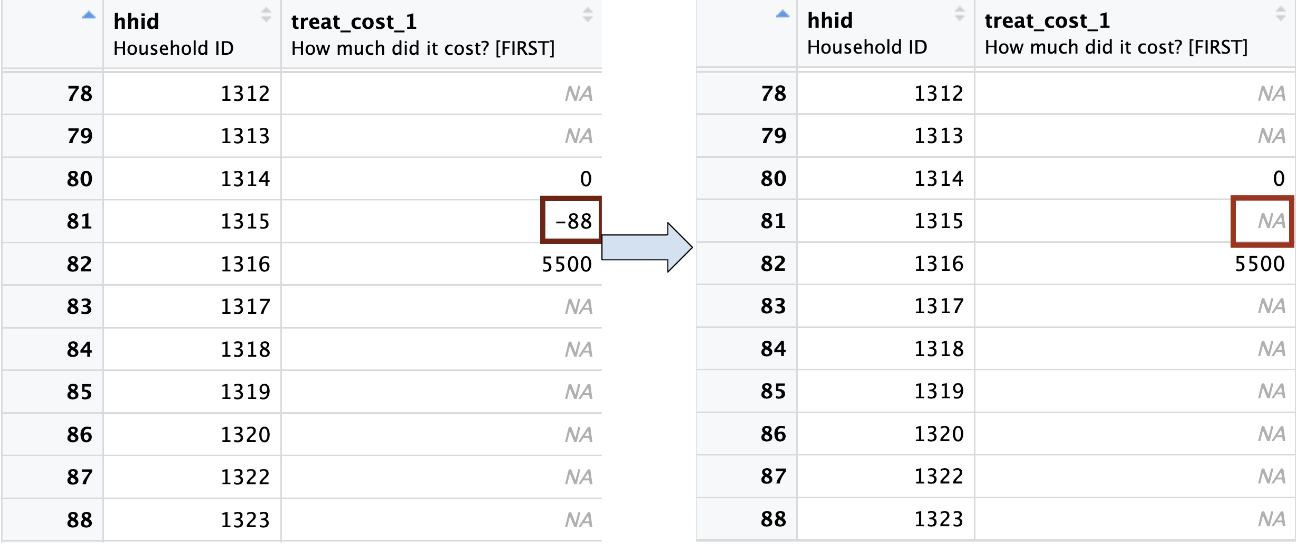 hhid treat_cost_1
Household ID How much did it cost? [FIRST]
78 1312 NA
79 1313 NA
80 1314 0
81 1315 -88
82 1316 5500
83 1317 NA
84 1318 NA
85 1319 NA
86 1320 NA
87 1322 NA
88 1323 NA
hhid treat_cost_1
Household ID How much did it cost? [FIRST]
78 1312 NA
79 1313 NA
80 1314 0
81 1315 NA
82 1316 5500
83 1317 NA
84 1318 NA
85 1319 NA
86 1320 NA
87 1322 NA
88 1323 NA